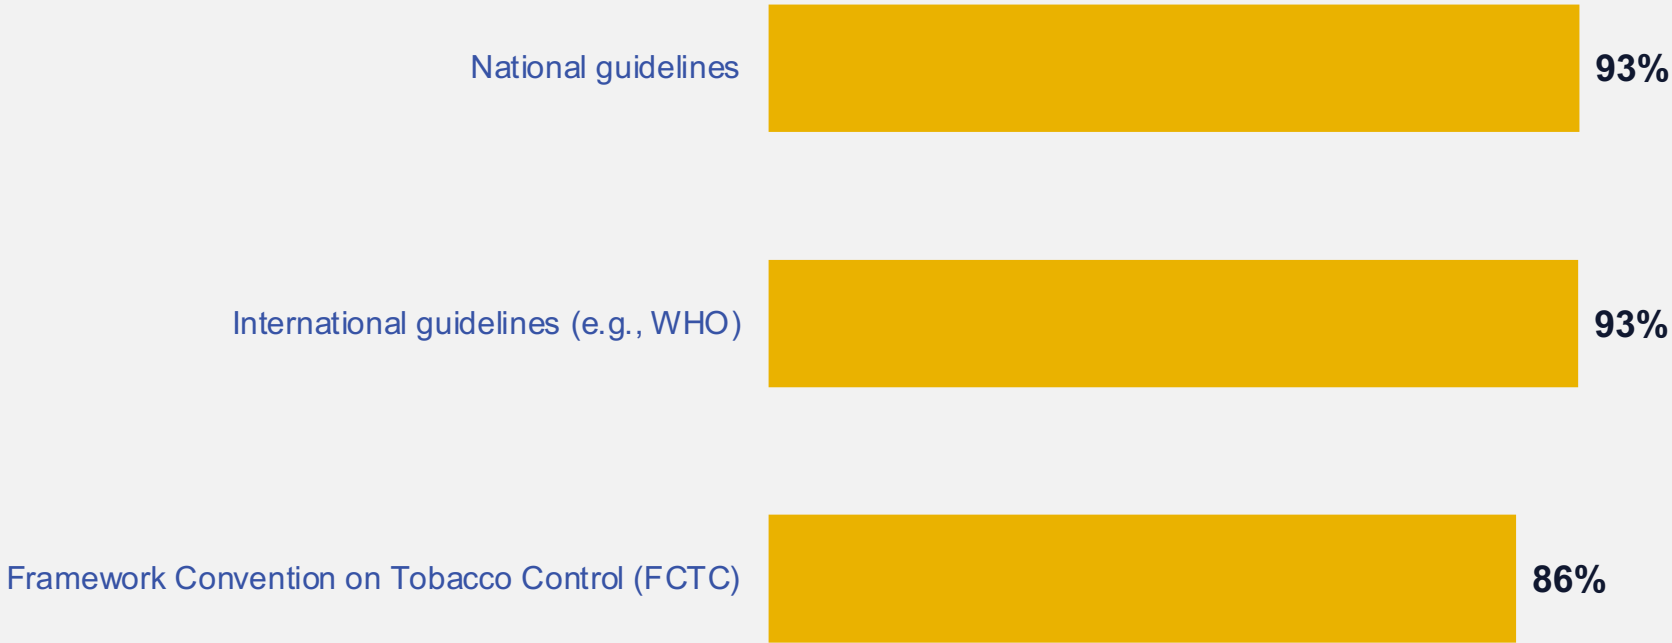 National guidelines 93%
International guidelines (e.g., WHO) 93%
Framework Convention on Tobacco Control (FCTC) 86%